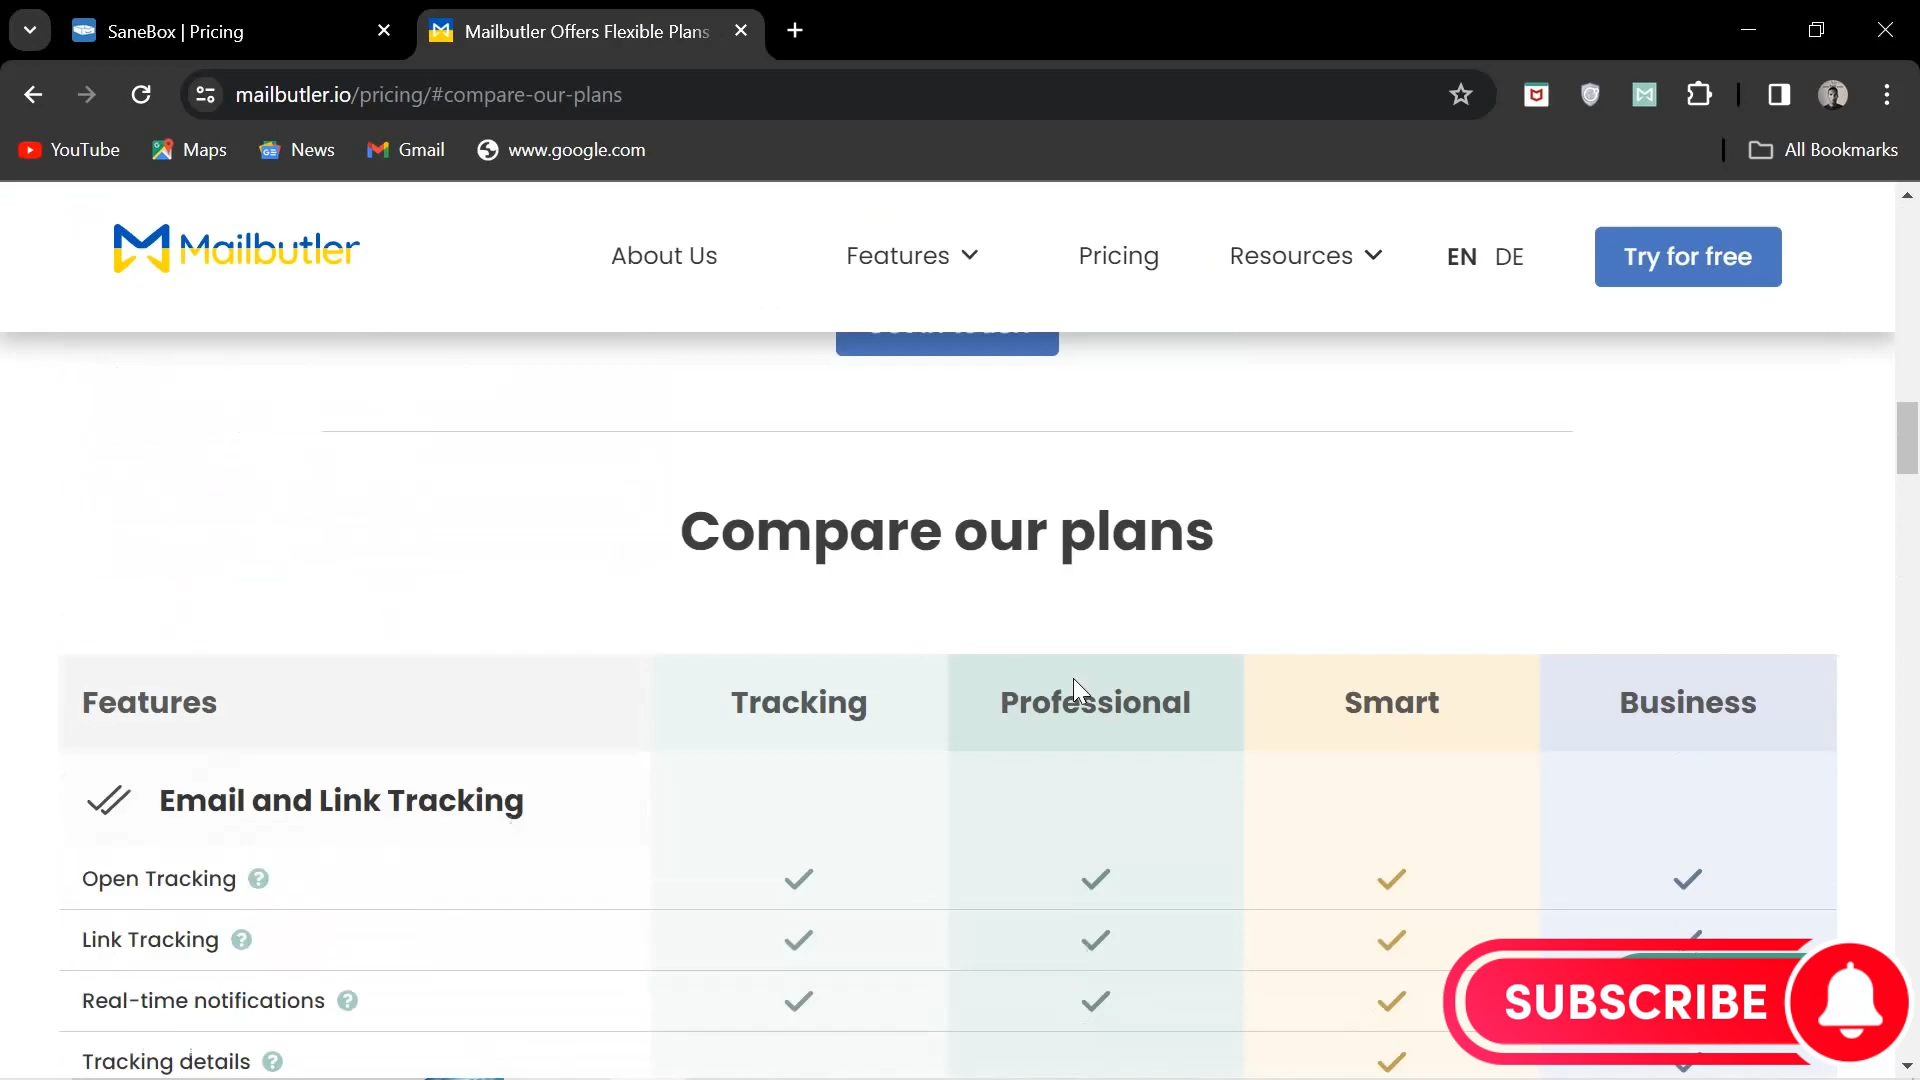 SaneBox | Pricing
Mailbutler Offers Flexible Plans
mailbutler.io/pricing/#compare-our-plans
YouTube
Maps
News
Gmail
www.google.com
All Bookmarks
Mailbutler
About Us
Features
Pricing
Resources
EN DE
Try for free
Compare our plans
Features
Tracking
Professional
Smart
Business
Email and Link Tracking
Open Tracking ?
Link Tracking ?
Real-time notifications ?
Tracking details ?
SUBSCRIBE